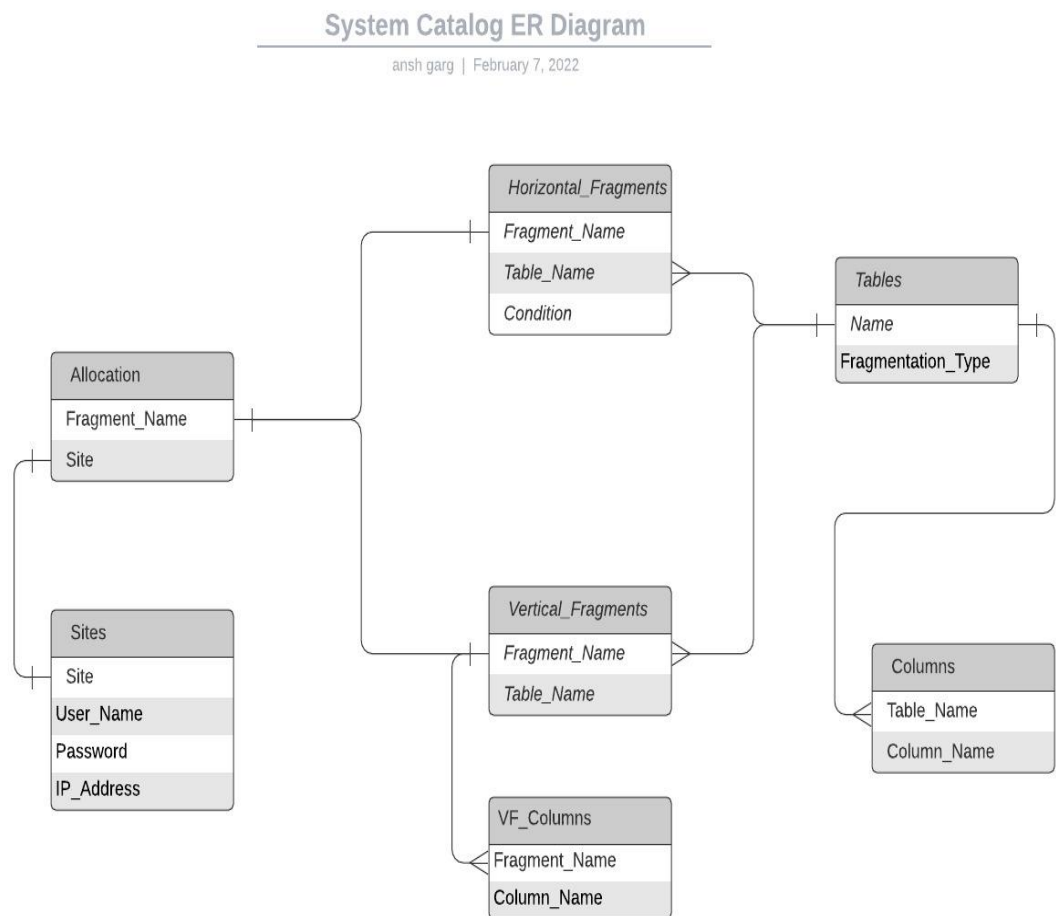 System Catalog ER Diagram
ansh garg | February 7, 2022
Horizontal_Fragments
Fragment_Name
Table_Name
Condition
Tables
Name
Fragmentation_Type
Allocation
Fragment_Name
Site
Sites
Site
User_Name
Password
IP_Address
Vertical_Fragments
Fragment_Name
Table_Name
Columns
Table_Name
Column_Name
VF_Columns
Fragment_Name
Column_Name